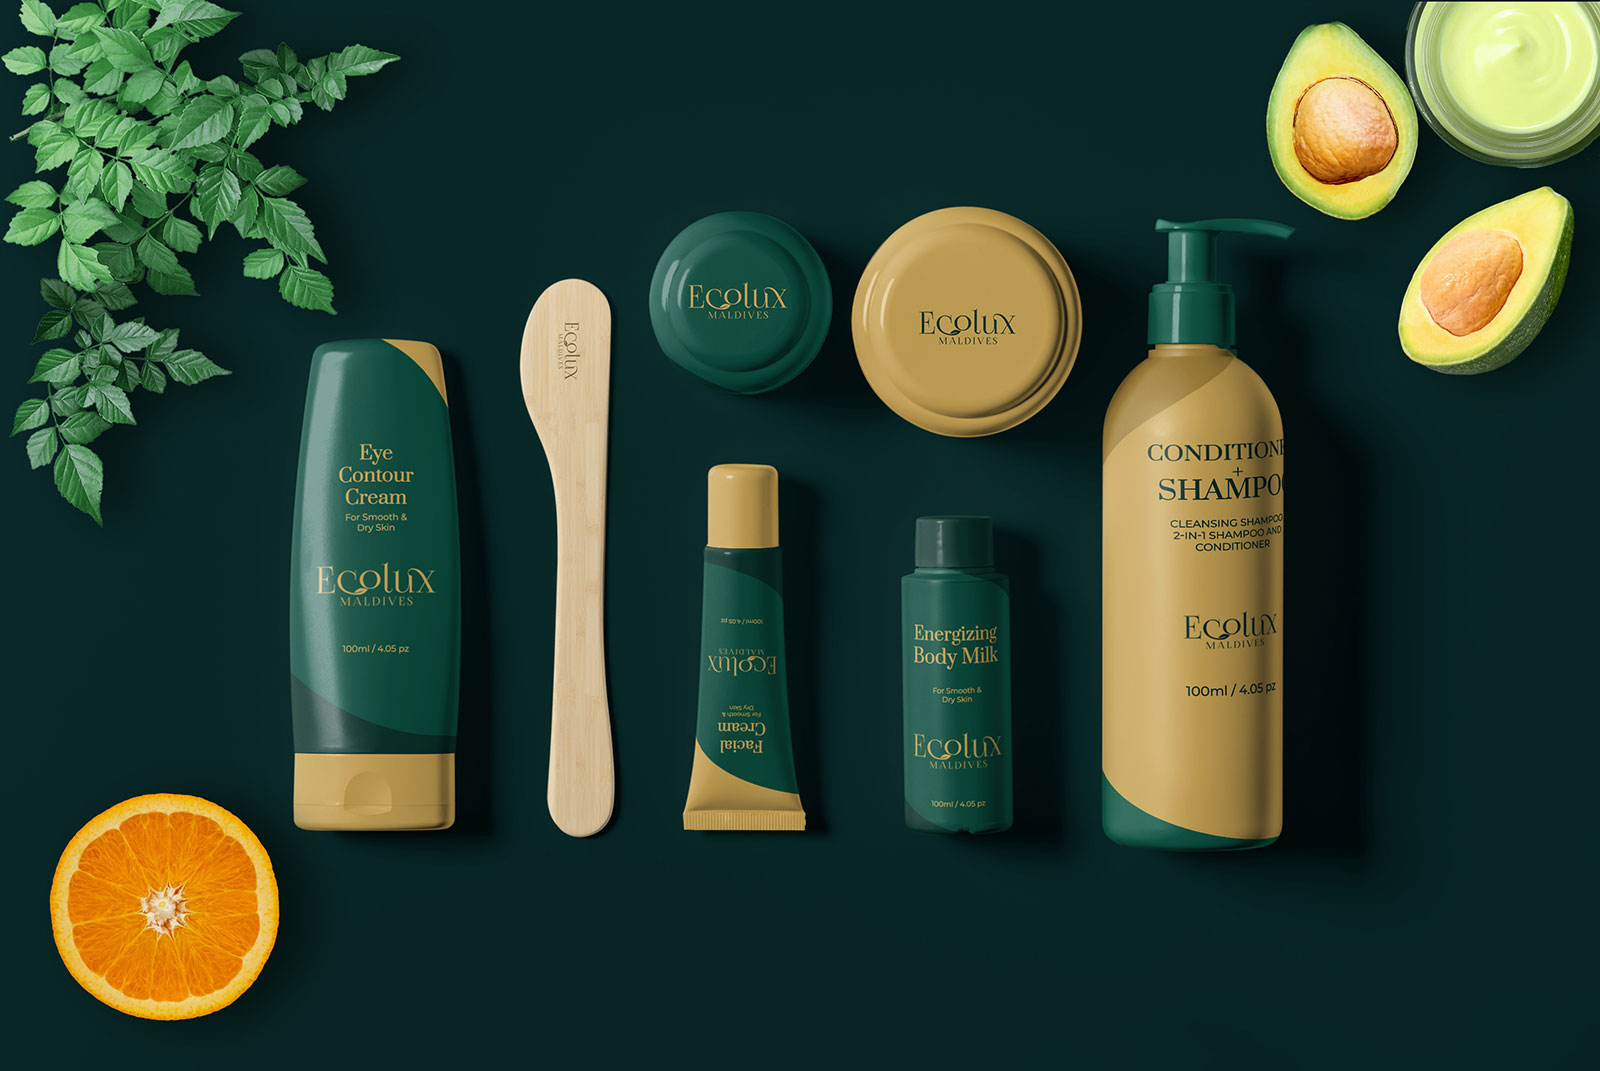 Eye
Contour
Cream
For Smooth &
Dry Skin
Ecolux
MALDIVES
100ml / 4.05 pz
Ecolux
MALDIVES
Ecolux
MALDIVES
Ecolux
MALDIVES
Facial
Cream
For Smooth &
Dry Skin
Ecolux
MALDIVES
100ml / 4.05 pz
Energizing
Body Milk
For Smooth &
Dry Skin
Ecolux
MALDIVES
100ml / 4.05 pz
CONDITIONE
+
SHAMPO
CLEANSING SHAMPOO
2-IN-1 SHAMPOO AND
CONDITIONER
Ecolux
MALDIVES
100ml / 4.05 pz